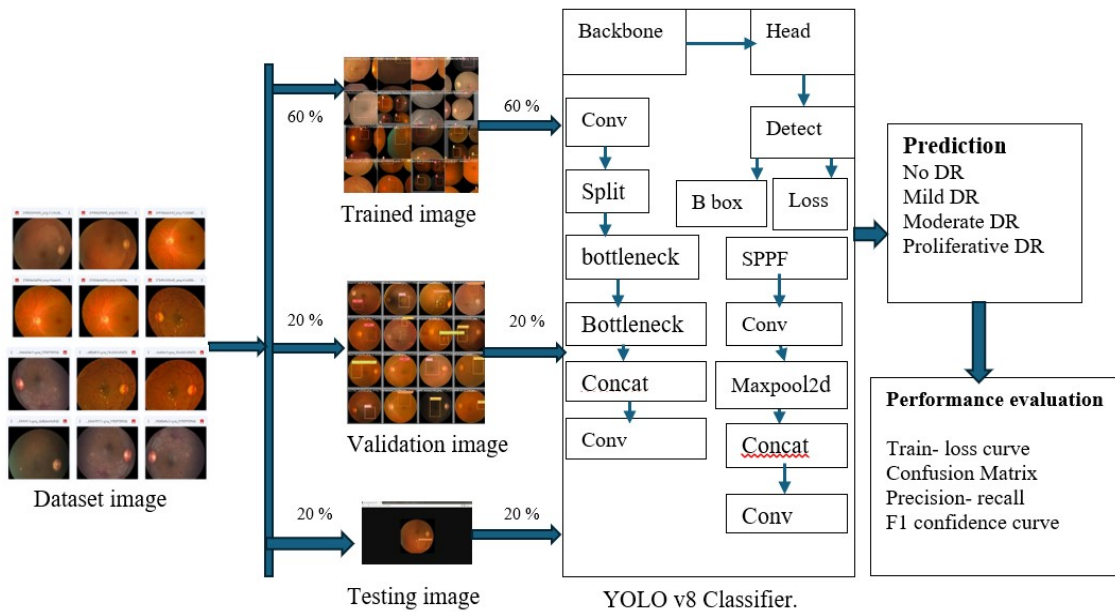 Dataset image
60 %
20 %
20 %
Trained image
Validation image
Testing image
60 %
20 %
20 %
Backbone
Head
Conv
Split
bottleneck
Bottleneck
Concat
Conv
Detect
B box
Loss
SPPF
Conv
Maxpool2d
Concat
Conv
YOLO v8 Classifier.
Prediction
No DR
Mild DR
Moderate DR
Proliferative DR
Performance evaluation
Train- loss curve
Confusion Matrix
Precision- recall
F1 confidence curve